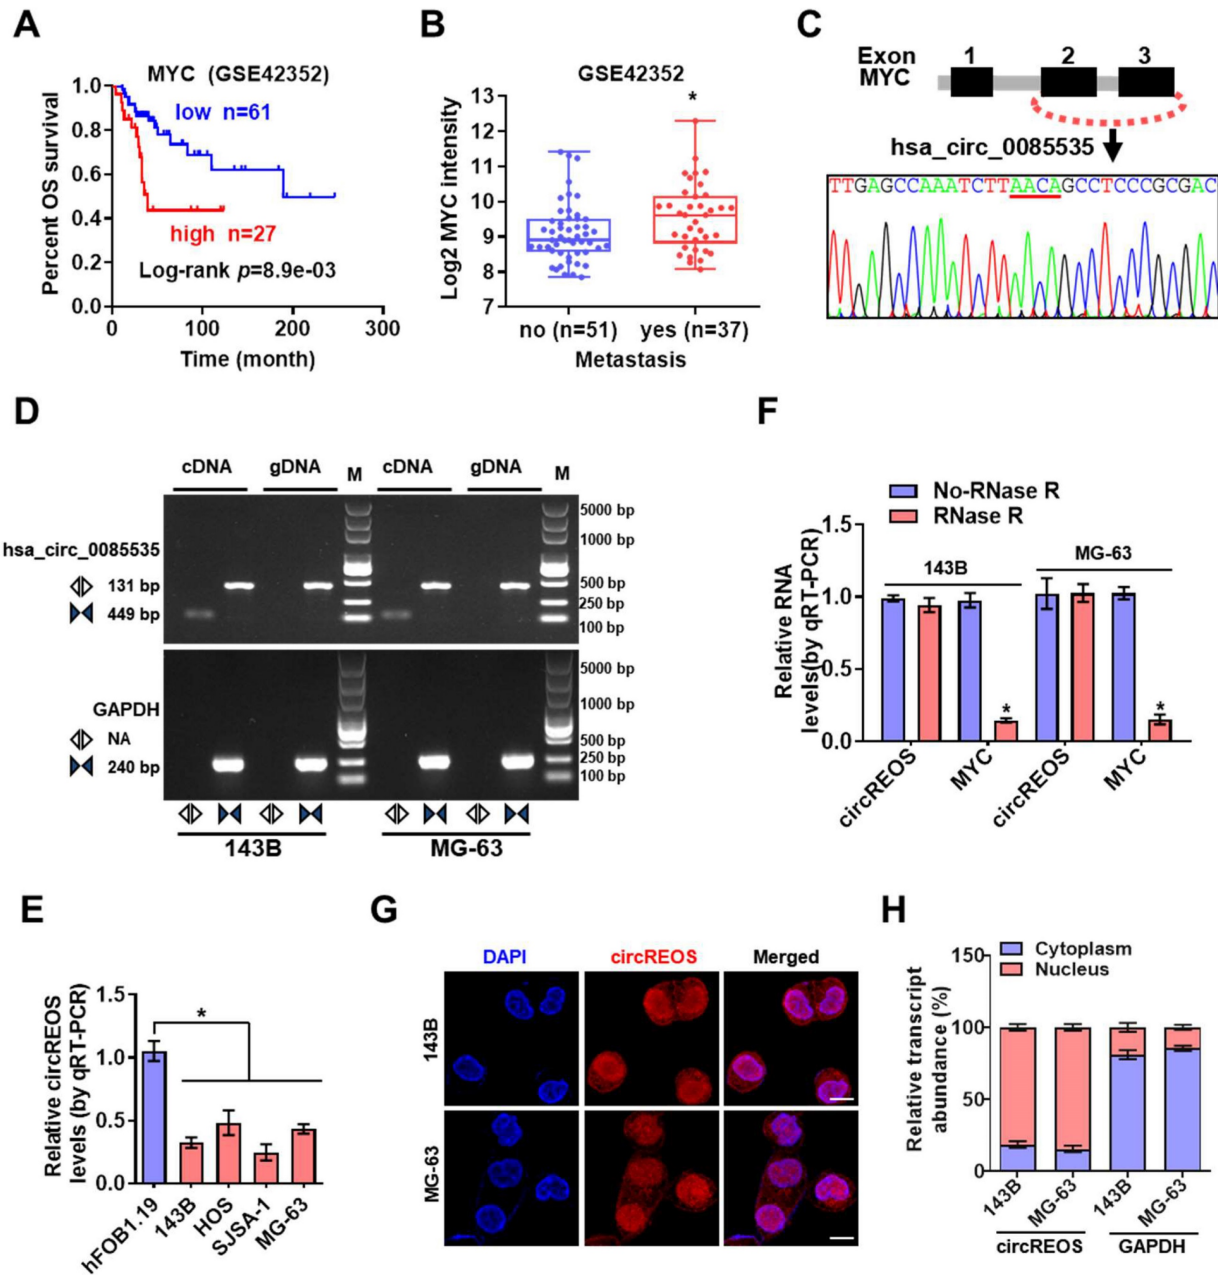 A
MYC (GSE42352)
low n=61
high n=27
Log-rank p=8.9e-03
Percent OS survival
1.0
0.8
0.6
0.4
0.2
0.0
0
100
200
300
Time (month)
B
GSE42352
*
Log2 MYC intensity
13
12
11
10
9
8
7
no (n=51)
yes (n=37)
Metastasis
C
Exon
MYC
1
2
3
hsa_circ_0085535
TTGAGCCAAATCTTAACAGCCTCCCGCGAC
D
cDNA
gDNA
M
cDNA
gDNA
M
hsa_circ_0085535
131 bp
449 bp
5000 bp
1000 bp
500 bp
250 bp
100 bp
GAPDH
NA
240 bp
5000 bp
1000 bp
500 bp
250 bp
100 bp
143B
MG-63
F
No-RNase R
RNase R
Relative RNA
levels(by qRT-PCR)
1.5
1.0
0.5
0.0
143B
MG-63
*
*
circREOS
MYC
circREOS
MYC
E
Relative circREOS
levels (by qRT-PCR)
1.5
1.0
0.5
0.0
*
hFOB1.19
143B
HOS
SJSA-1
MG-63
G
DAPI
circREOS
Merged
143B
MG-63
H
Cytoplasm
Nucleus
Relative transcript
abundance (%)
150
100
50
0
143B
MG-63
143B
MG-63
circREOS
GAPDH